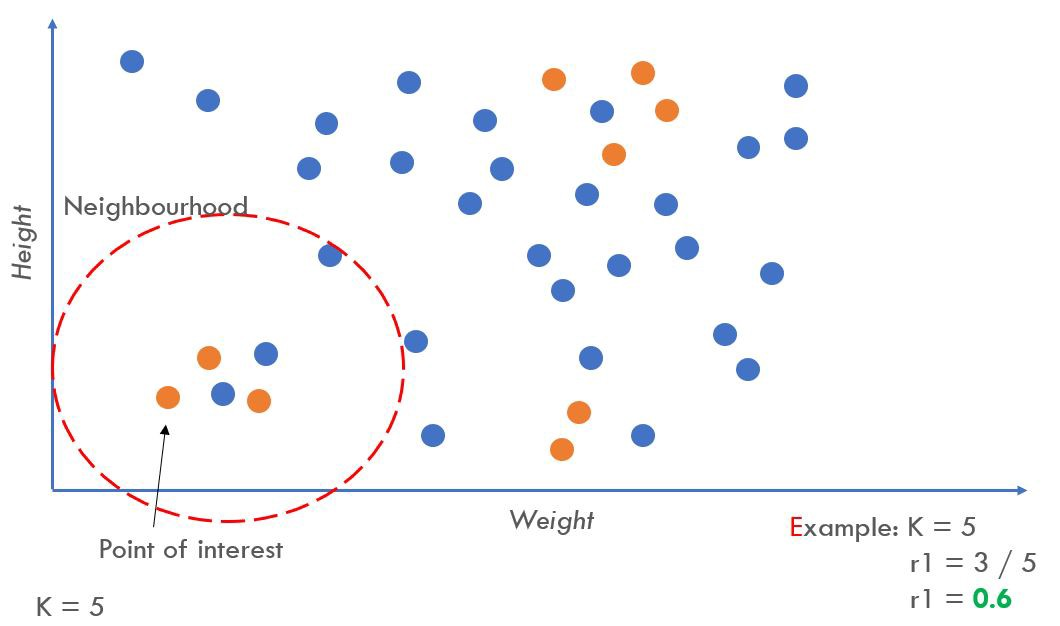 Neighbourhood
Height
Weight
Point of interest
K = 5
Example: K = 5
r1 = 3 / 5
r1 = 0.6